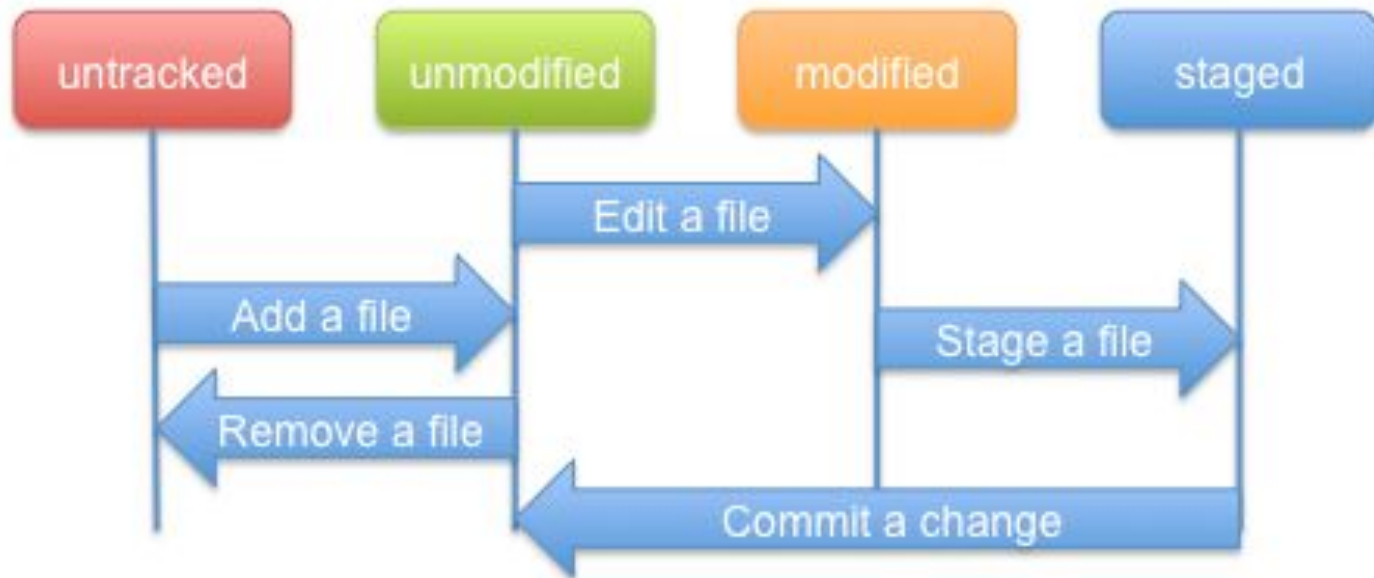 untracked
unmodified
modified
staged
Edit a file
Add a file
Stage a file
Remove a file
Commit a change